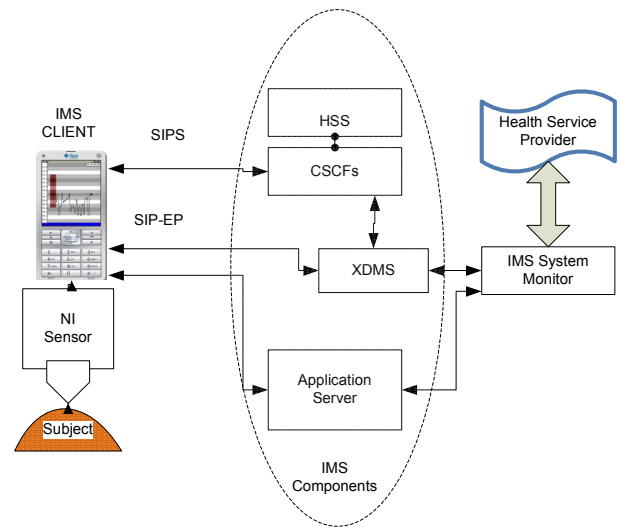 IMS
CLIENT
SIPS
SIP-EP
HSS
CSCFs
XDMS
Application
Server
IMS
Components
Health Service
Provider
IMS System
Monitor
NI
Sensor
Subject